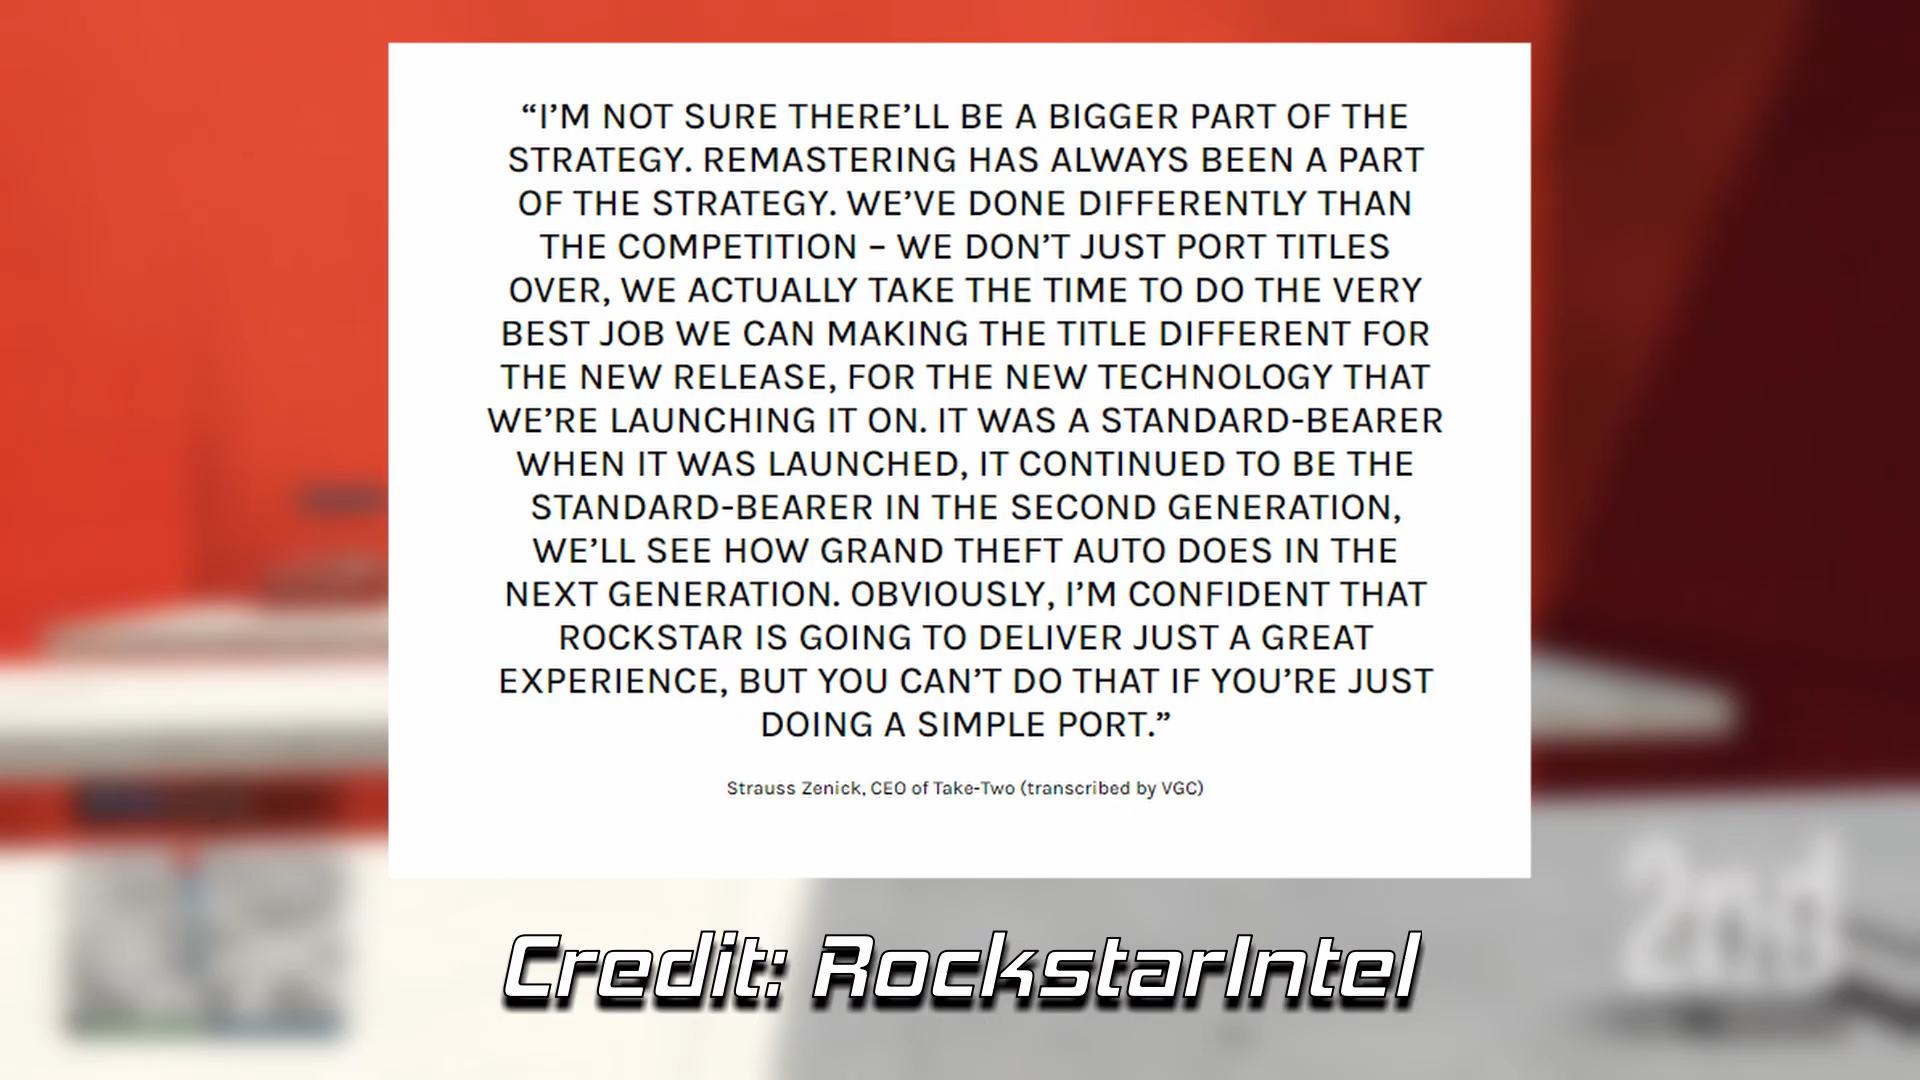 “I’M NOT SURE THERE’LL BE A BIGGER PART OF THE
STRATEGY. REMASTERING HAS ALWAYS BEEN A PART
OF THE STRATEGY. WE’VE DONE DIFFERENTLY THAN
THE COMPETITION – WE DON’T JUST PORT TITLES
OVER, WE ACTUALLY TAKE THE TIME TO DO THE VERY
BEST JOB WE CAN MAKING THE TITLE DIFFERENT FOR
THE NEW RELEASE, FOR THE NEW TECHNOLOGY THAT
WE’RE LAUNCHING IT ON. IT WAS A STANDARD-BEARER
WHEN IT WAS LAUNCHED, IT CONTINUED TO BE THE
STANDARD-BEARER IN THE SECOND GENERATION,
WE’LL SEE HOW GRAND THEFT AUTO DOES IN THE
NEXT GENERATION. OBVIOUSLY, I’M CONFIDENT THAT
ROCKSTAR IS GOING TO DELIVER JUST A GREAT
EXPERIENCE, BUT YOU CAN’T DO THAT IF YOU’RE JUST
DOING A SIMPLE PORT.”
Strauss Zenick, CEO of Take-Two (transcribed by VGC)
2nd
Credit: RockstarIntel